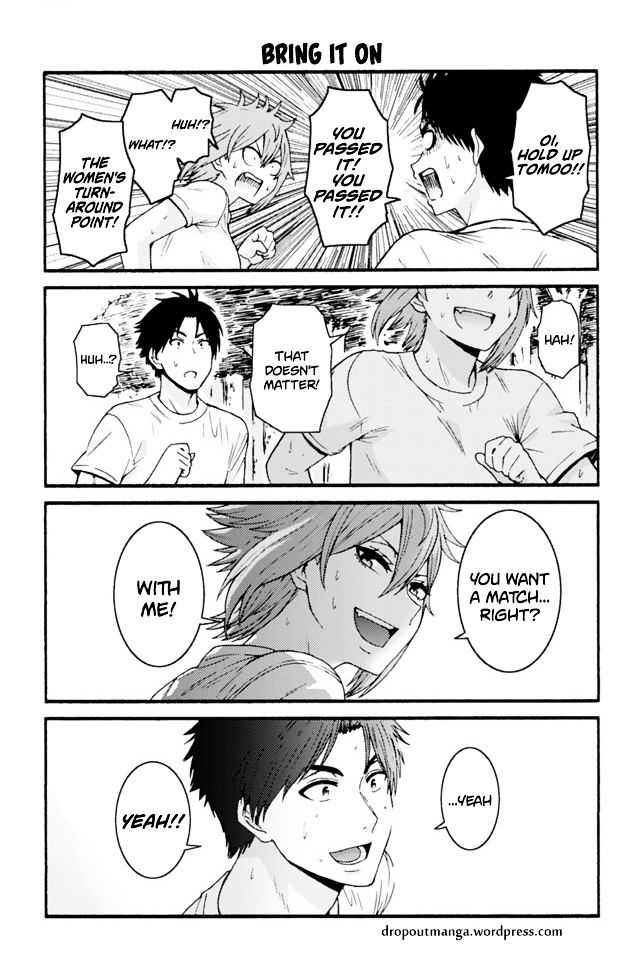 BRING IT ON
OI,
HOLD UP
TOMOO!!
YOU
PASSED
IT!
YOU
PASSED
IT!!
HUH!?
WHAT!?
THE
WOMEN'S
TURN-
AROUND
POINT!
HAH!
THAT
DOESN'T
MATTER!
HUH..?
YOU WANT
A MATCH...
RIGHT?
WITH
ME!
...YEAH
YEAH!!
dropoutmanga.wordpress.com